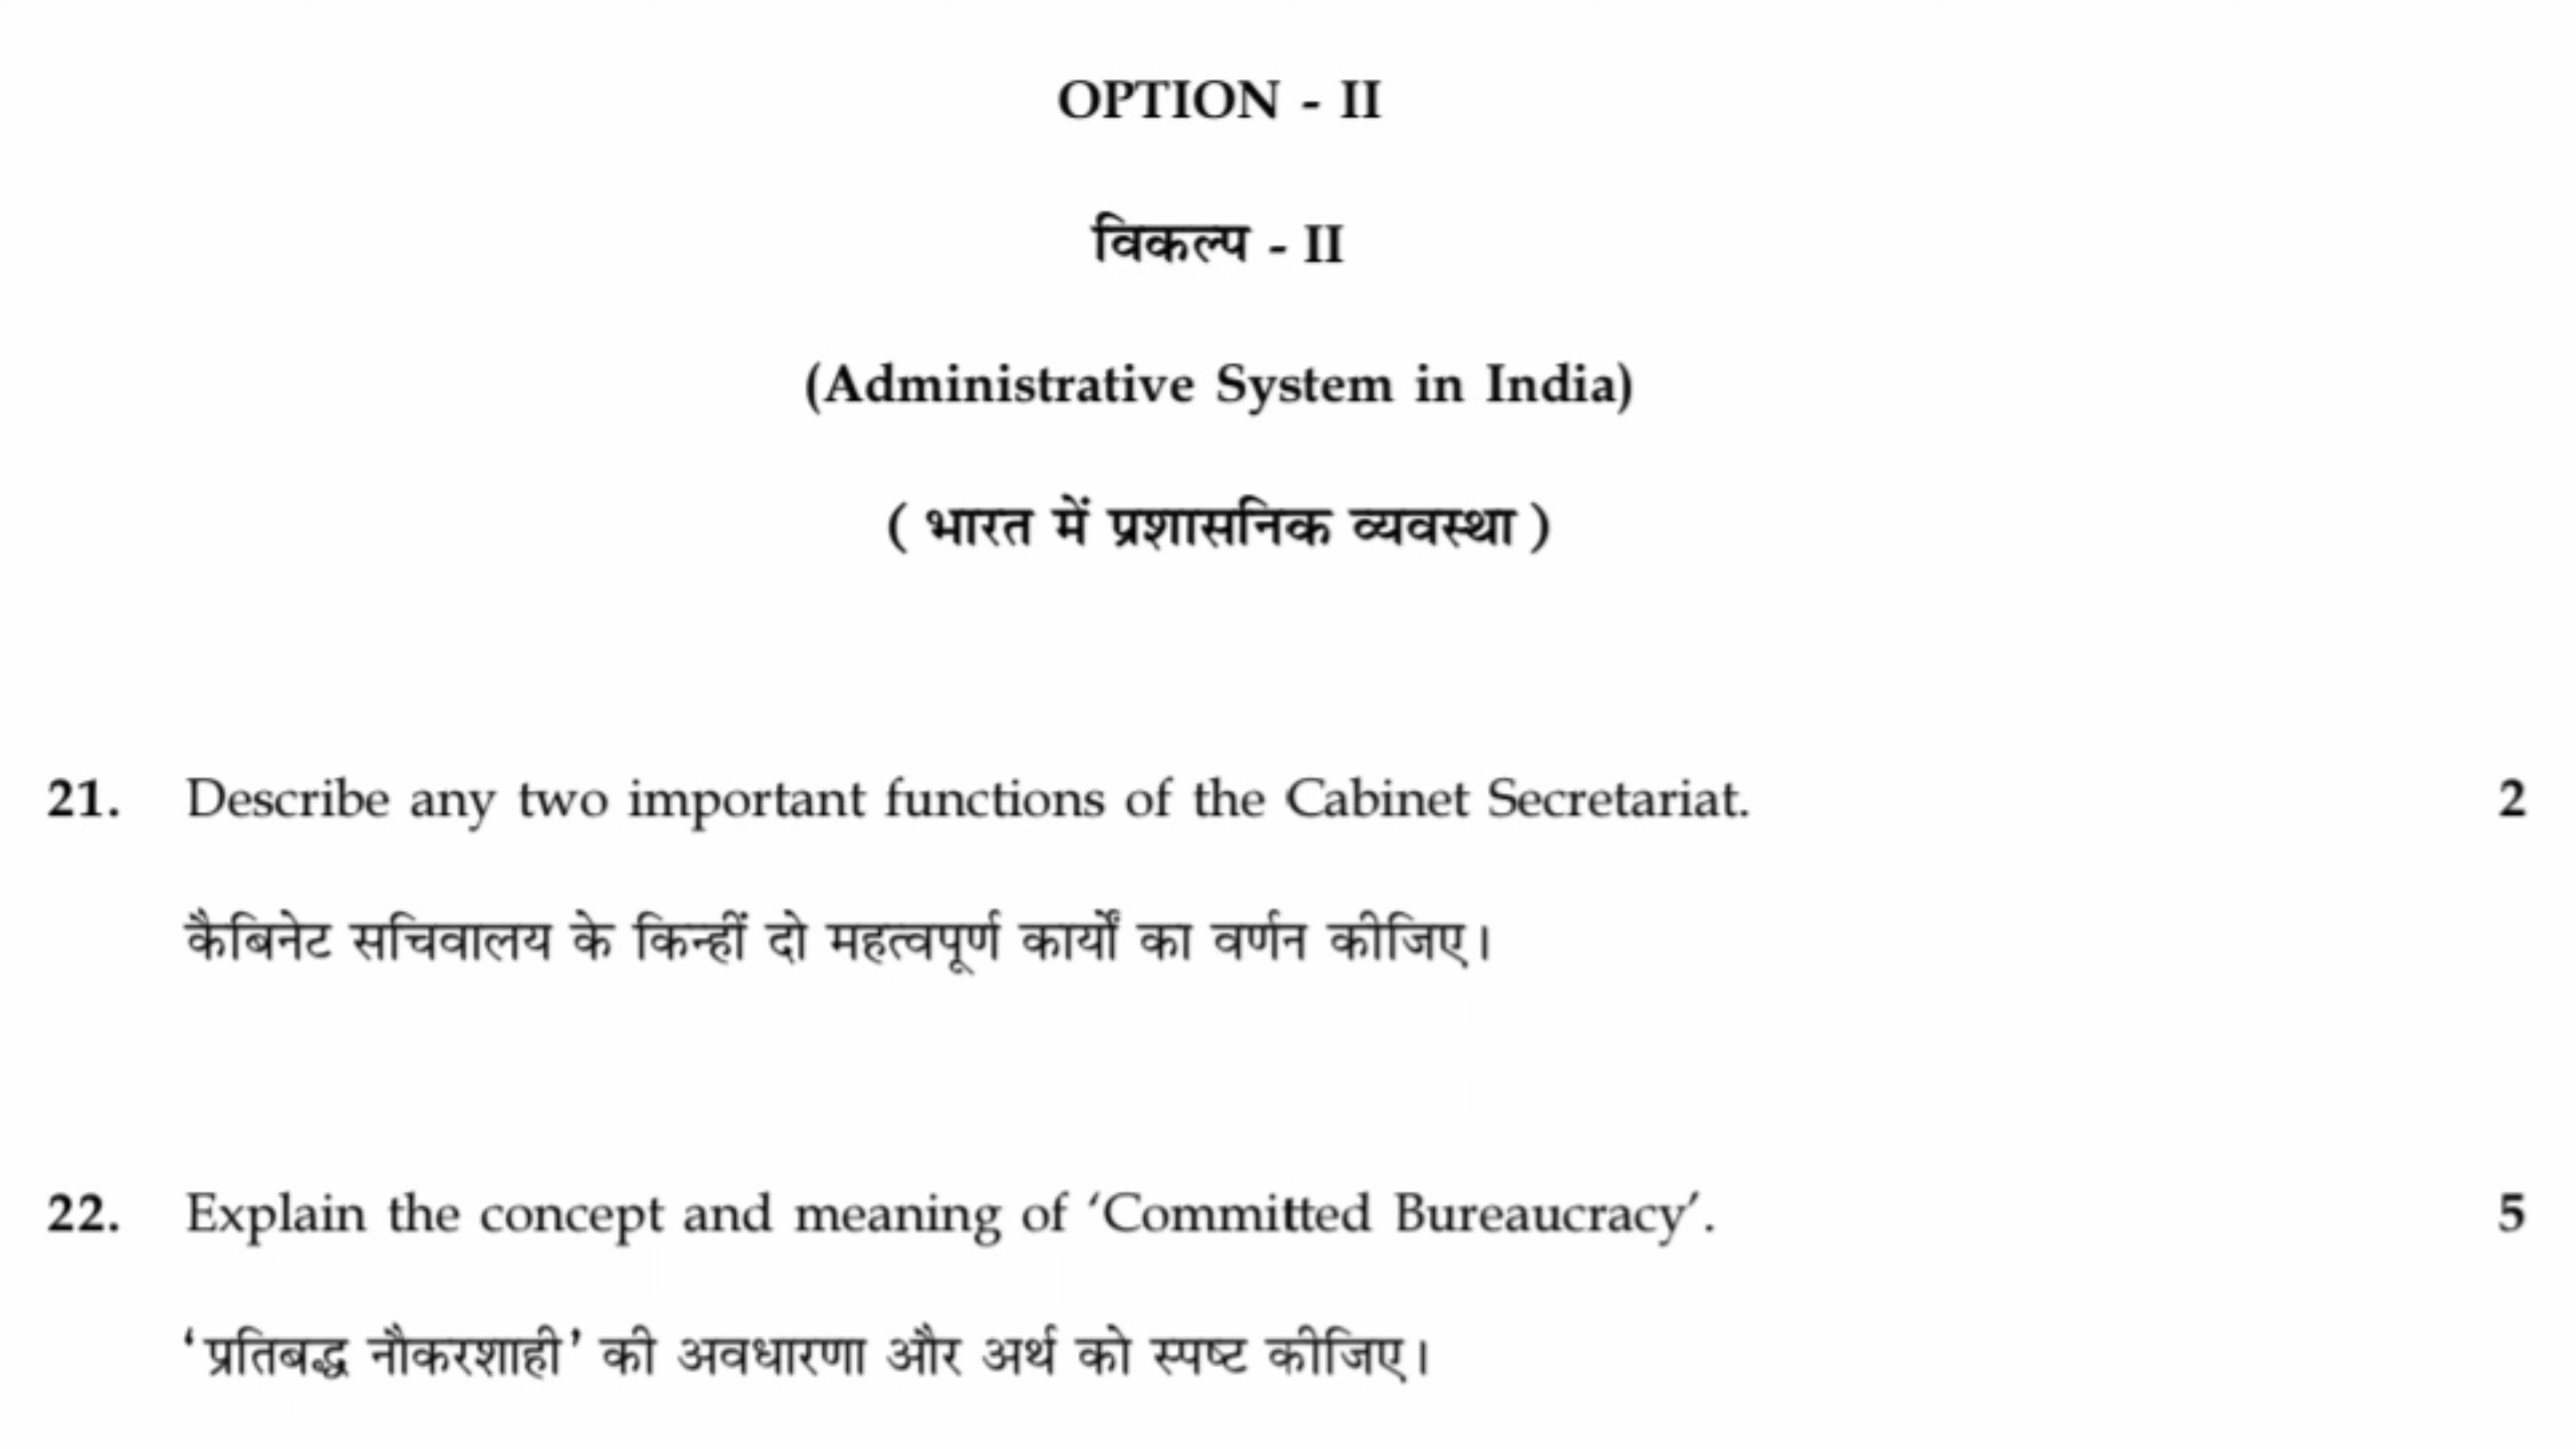 OPTION - II
विकल्प - II
(Administrative System in India)
( भारत में प्रशासनिक व्यवस्था )
21. Describe any two important functions of the Cabinet Secretariat. 2
कैबिनेट सचिवालय के किन्हीं दो महत्वपूर्ण कार्यों का वर्णन कीजिए।
22. Explain the concept and meaning of ‘Committed Bureaucracy’. 5
‘प्रतिबद्ध नौकरशाही’ की अवधारणा और अर्थ को स्पष्ट कीजिए।